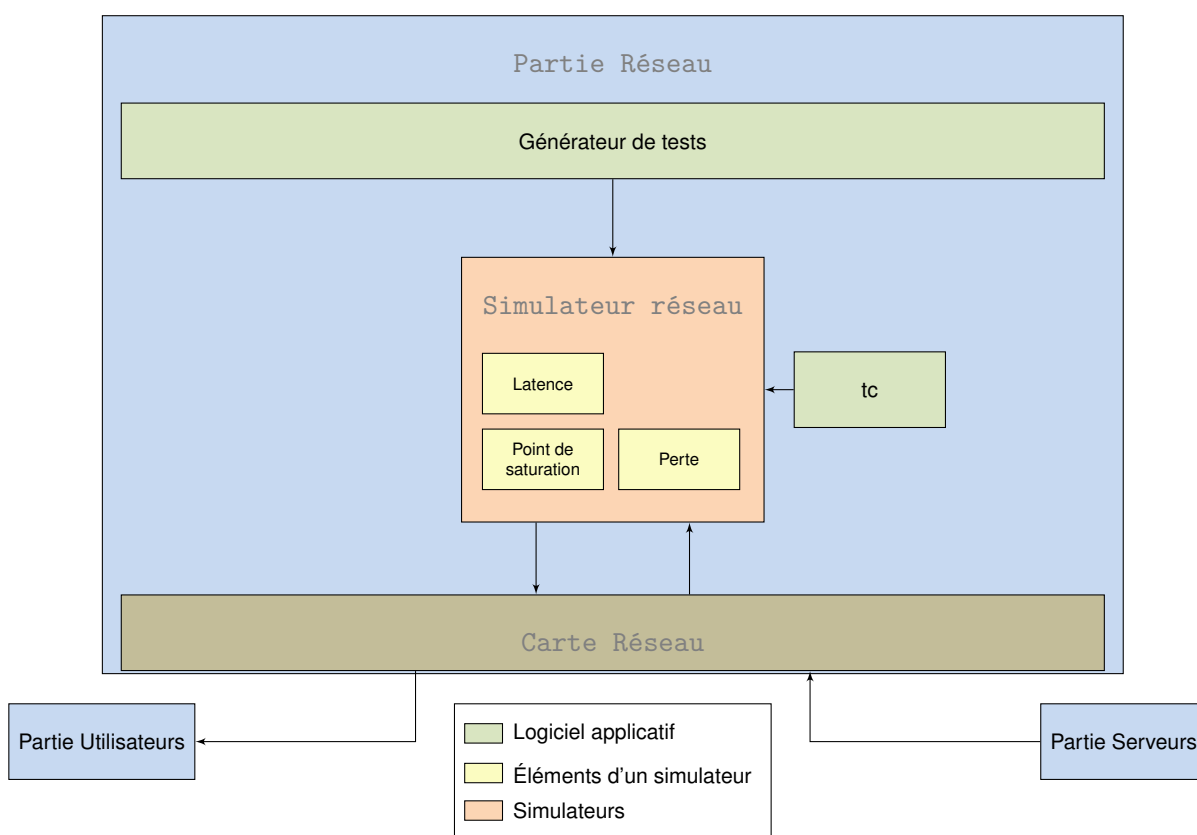 Partie Réseau
Générateur de tests
Simulateur réseau
Latence
tc
Point de
saturation
Perte
Carte Réseau
Partie Utilisateurs
Logiciel applicatif
Éléments d'un simulateur
Simulateurs
Partie Serveurs